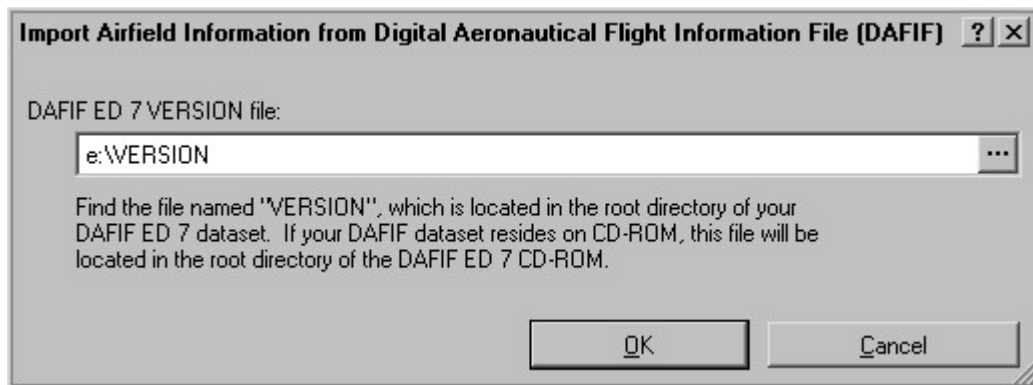 Import Airfield Information from Digital Aeronautical Flight Information File (DAFIF) ? ×
DAFIF ED 7 VERSION file:
e:\VERSION ...
Find the file named "VERSION", which is located in the root directory of your
DAFIF ED 7 dataset. If your DAFIF dataset resides on CD-ROM, this file will be
located in the root directory of the DAFIF ED 7 CD-ROM.
OK Cancel